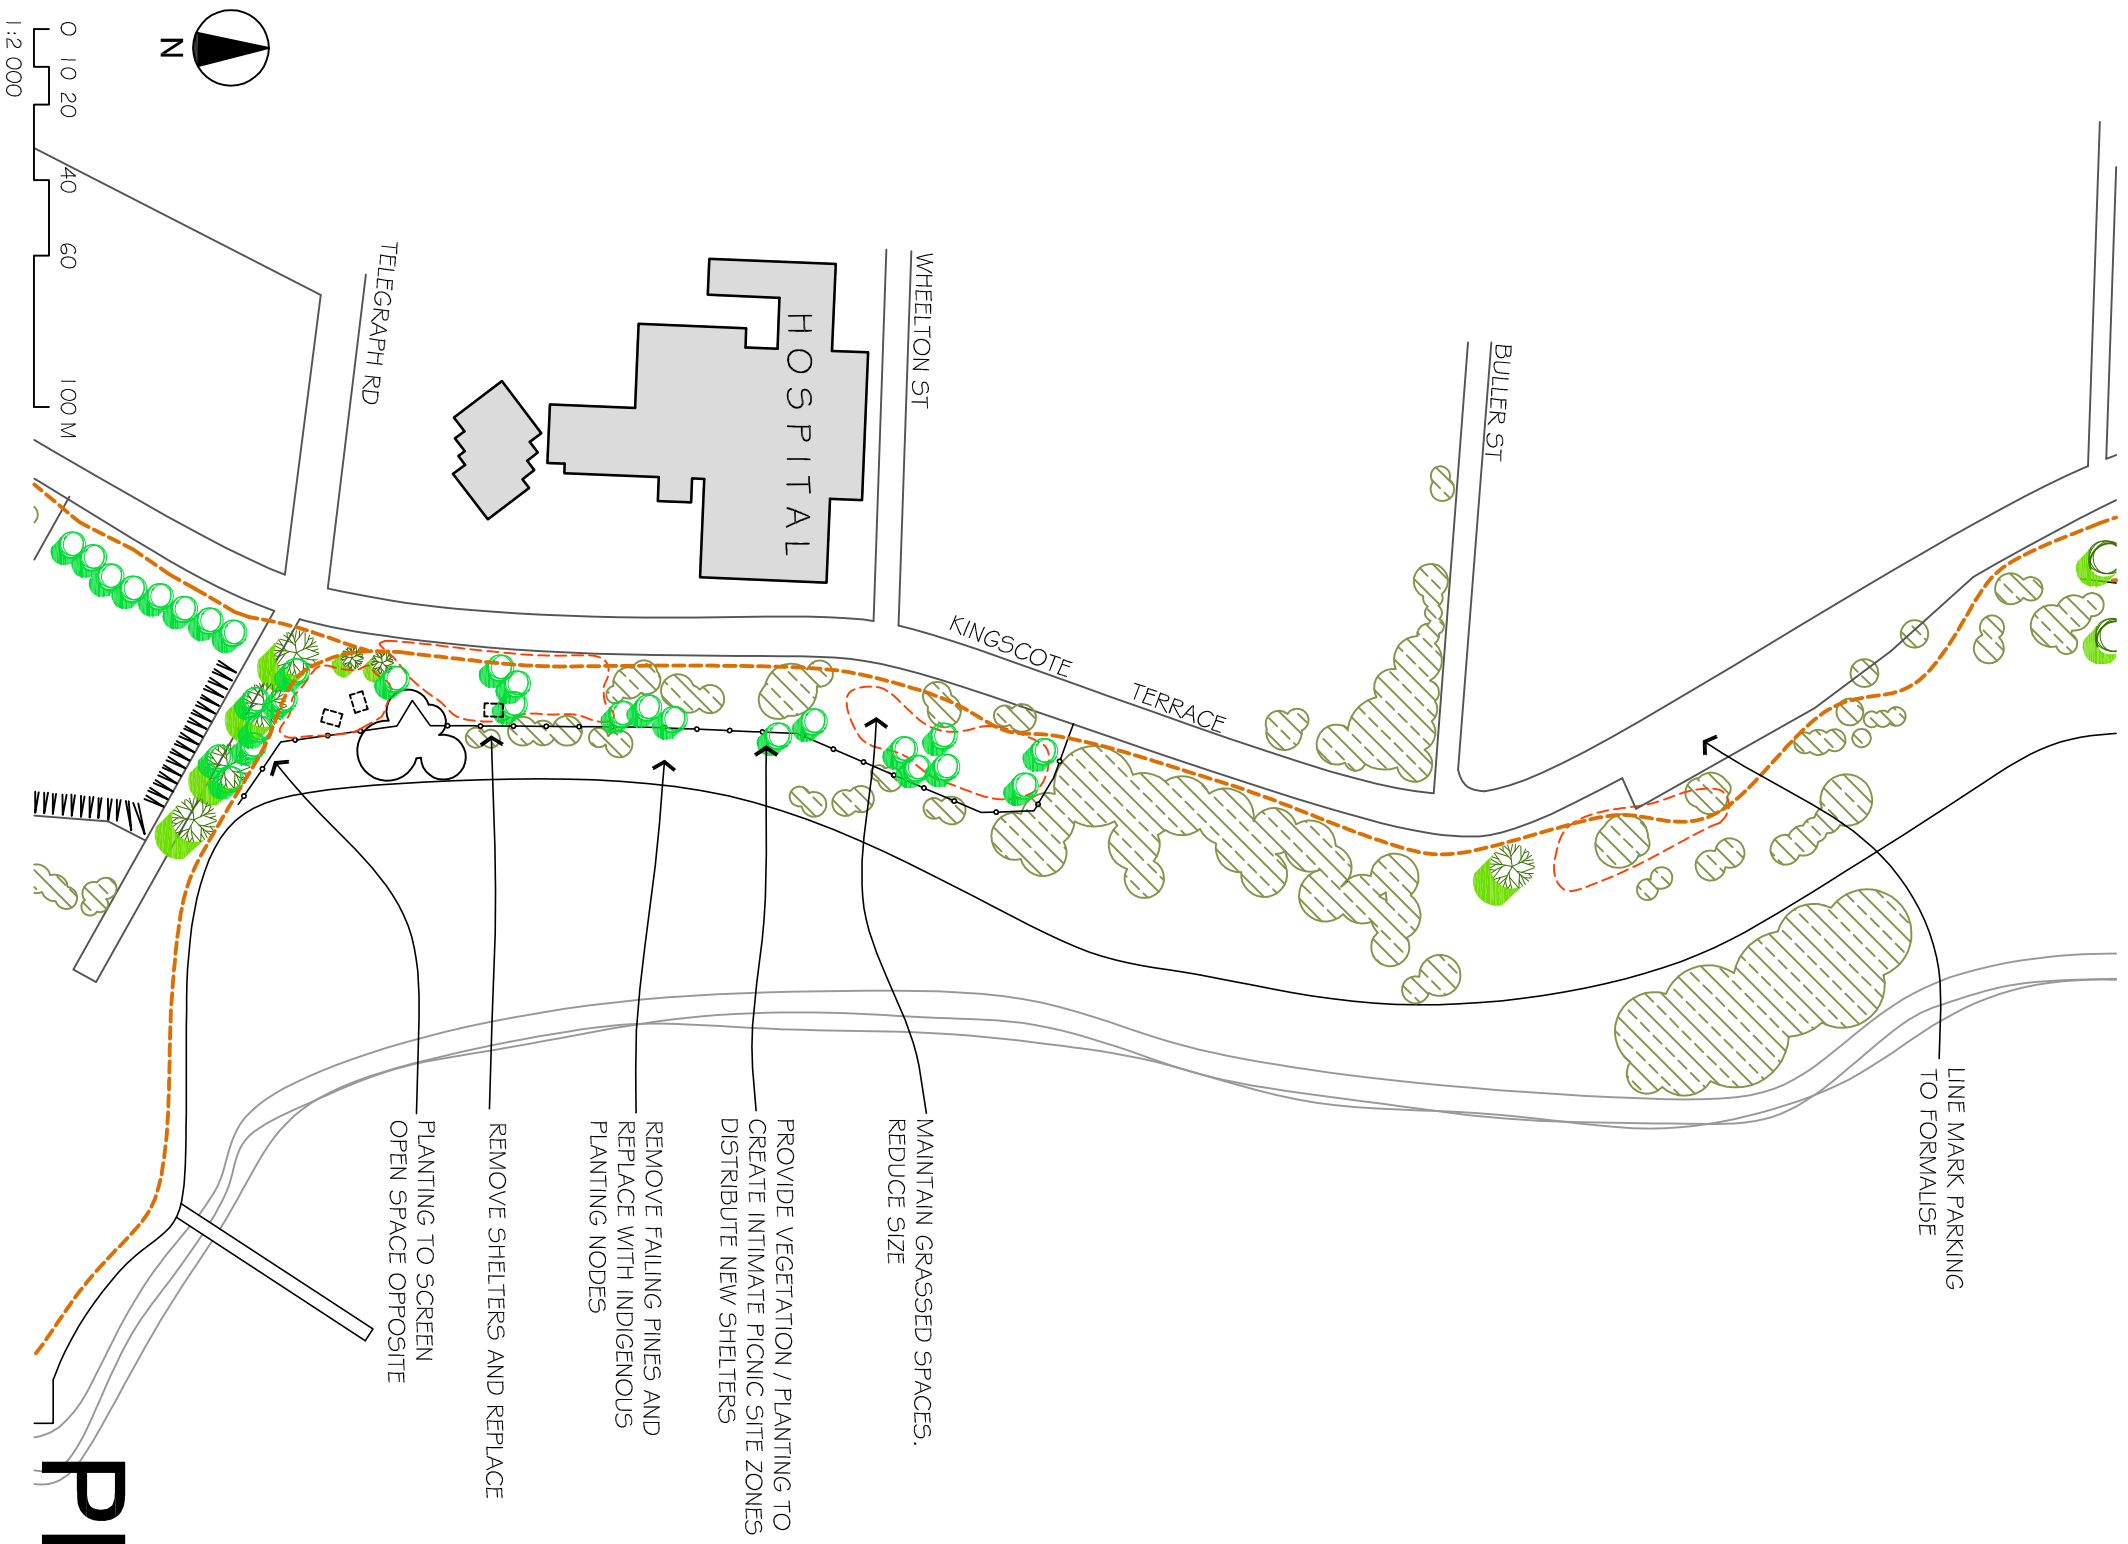 N
0 10 20 40 60 100 M
1:2 000
TELEGRAPH RD
HOSPITAL
WHEELTON ST
BULLER ST
KINGSCOTE TERRACE
LINE MARK PARKING
TO FORMALISE
MAINTAIN GRASSED SPACES.
REDUCE SIZE
PROVIDE VEGETATION / PLANTING TO
CREATE INTIMATE PICNIC SITE ZONES
DISTRIBUTE NEW SHELTERS
REMOVE FAILING PINES AND
REPLACE WITH INDIGENOUS
PLANTING NODES
REMOVE SHELTERS AND REPLACE
PLANTING TO SCREEN
OPEN SPACE OPPOSITE